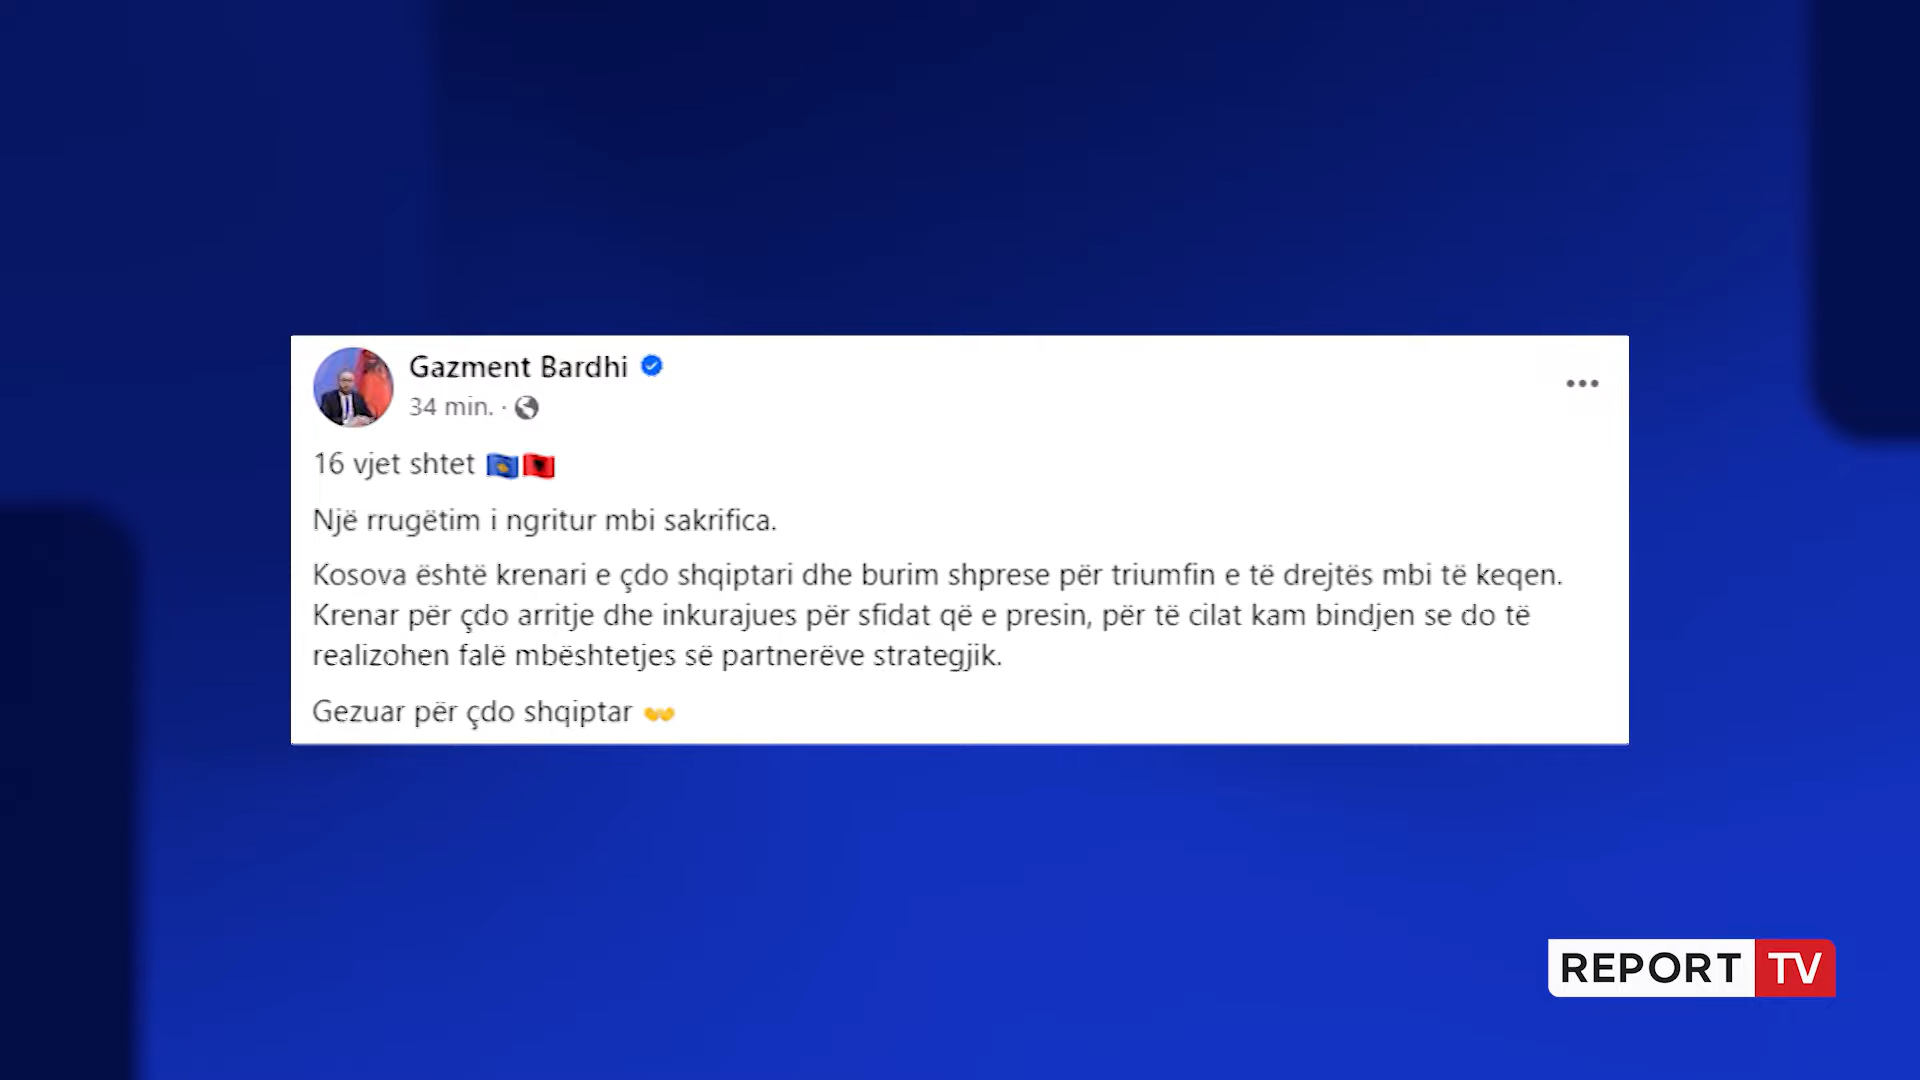 Gazment Bardhi
34 min. ·
16 vjet shtet 🇽🇰🇦🇱
Një rrugëtim i ngritur mbi sakrifica.
Kosova është krenari e çdo shqiptari dhe burim shprese për triumfin e të drejtës mbi të keqen.
Krenar për çdo arritje dhe inkurajues për sfidat që e presin, për të cilat kam bindjen se do të
realizohen falë mbështetjes së partnerëve strategjik.
Gezuar për çdo shqiptar 👐
REPORT TV